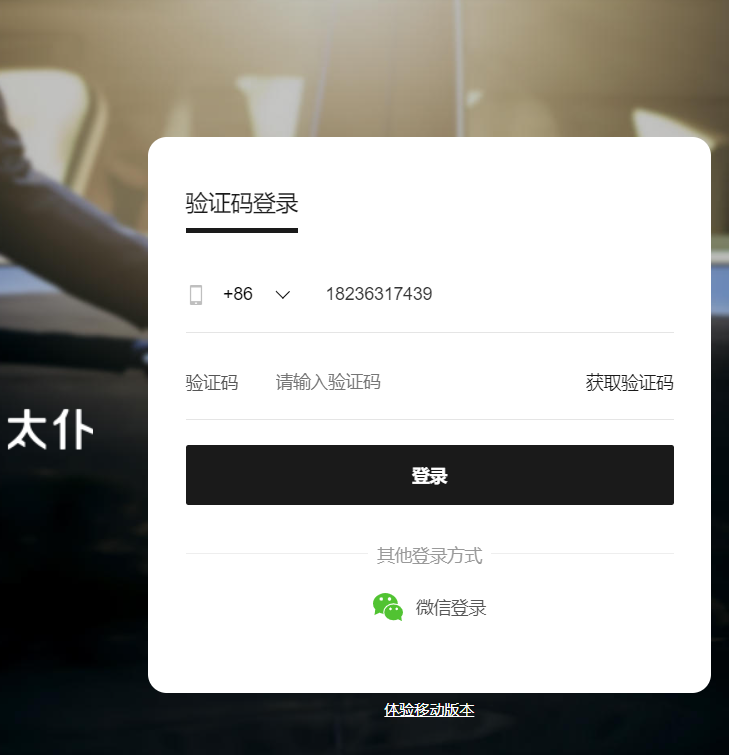 验证码登录
+86 18236317439
验证码 请输入验证码 获取验证码
太仆
登录
其他登录方式
微信登录
体验移动版本